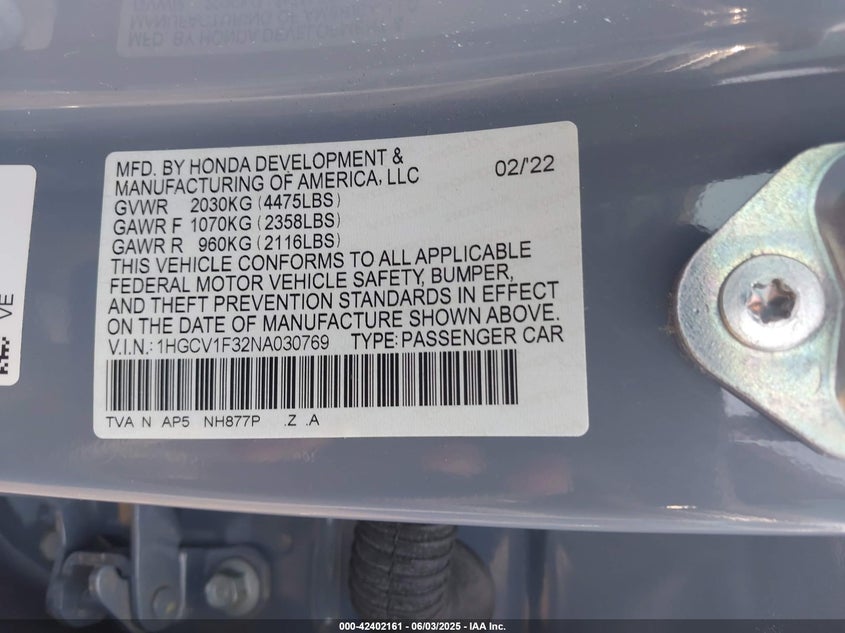 MFD. BY HONDA DEVELOPMENT &
MANUFACTURING OF AMERICA, LLC 02/'22
GVWR 2030KG (4475LBS)
GAWR F 1070KG (2358LBS)
GAWR R 960KG (2116LBS)
THIS VEHICLE CONFORMS TO ALL APPLICABLE
FEDERAL MOTOR VEHICLE SAFETY, BUMPER,
AND THEFT PREVENTION STANDARDS IN EFFECT
ON THE DATE OF MANUFACTURE SHOWN ABOVE.
V.I.N.: 1HGCV1F32NA030769 TYPE: PASSENGER CAR
TVA N AP5 NH877P .Z .A
VE
000-42402161 - 06/03/2025 - IAA Inc.